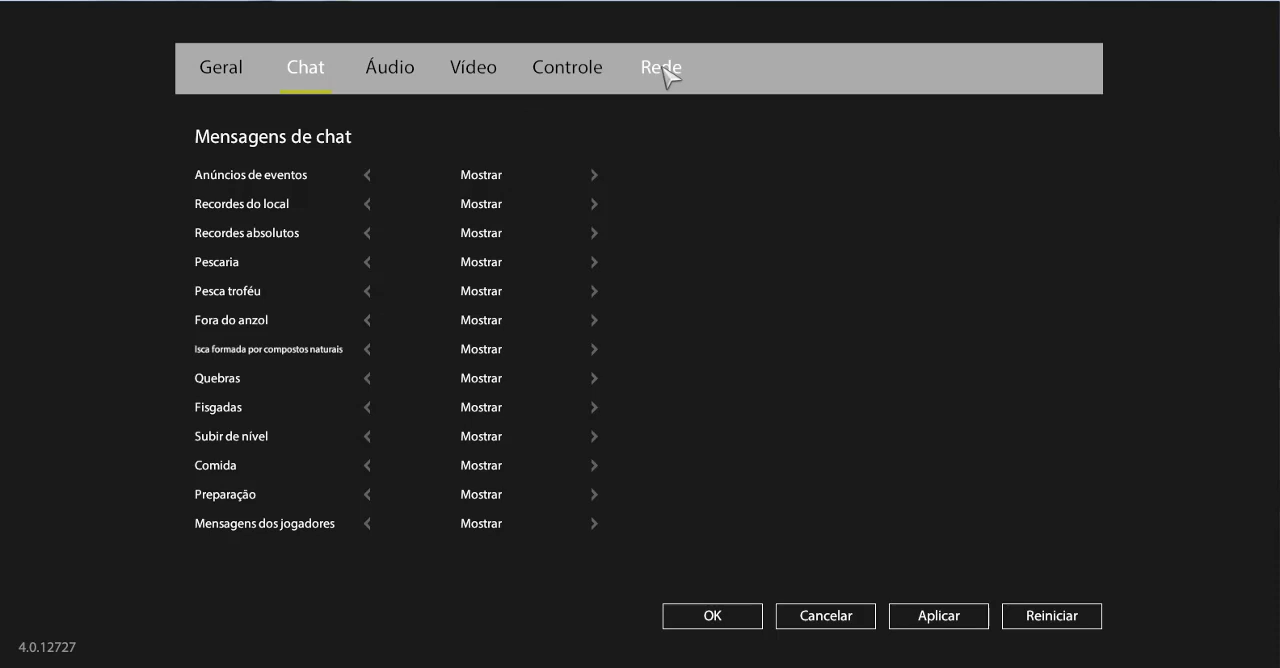 Geral Chat Áudio Vídeo Controle Rede
Mensagens de chat
Anúncios de eventos Mostrar
Recordes do local Mostrar
Recordes absolutos Mostrar
Pescaria Mostrar
Pesca troféu Mostrar
Fora do anzol Mostrar
Isca formada por compostos naturais Mostrar
Quebras Mostrar
Fisgadas Mostrar
Subir de nível Mostrar
Comida Mostrar
Preparação Mostrar
Mensagens dos jogadores Mostrar
OK Cancelar Aplicar Reiniciar
4.0.12727